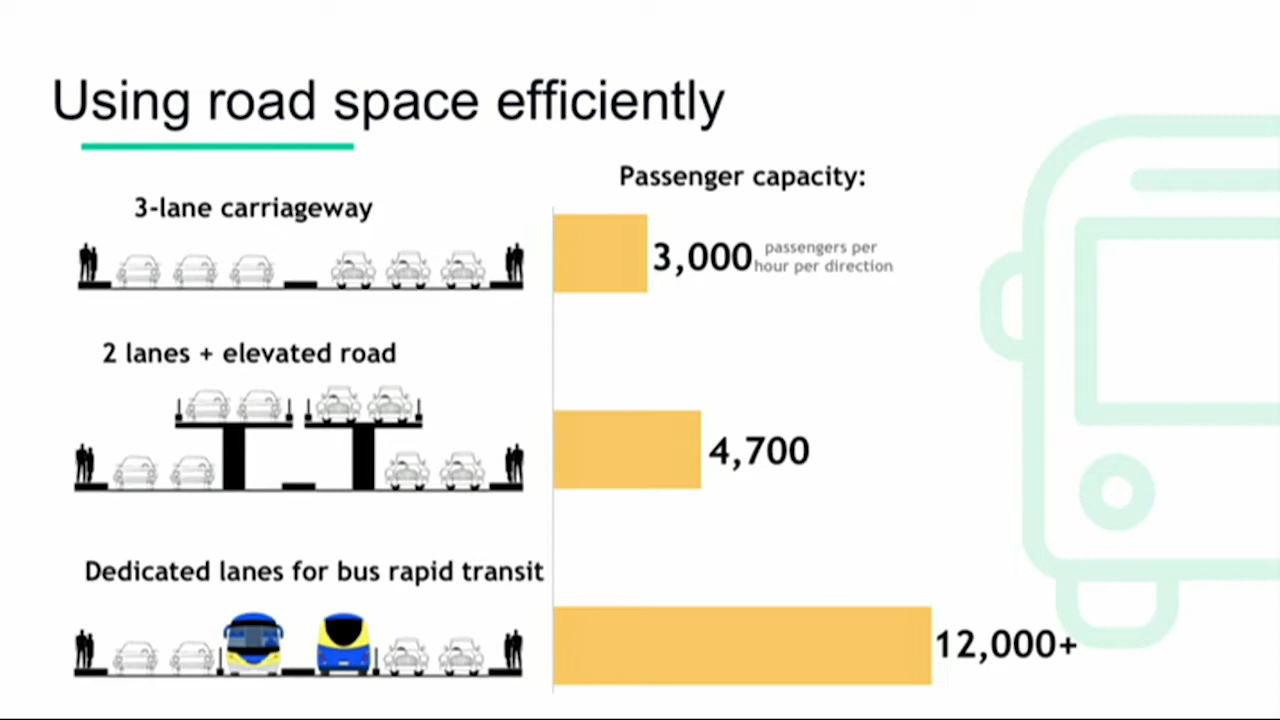 Using road space efficiently
Passenger capacity:
3-lane carriageway
3,000 passengers per
hour per direction
2 lanes + elevated road
4,700
Dedicated lanes for bus rapid transit
12,000+